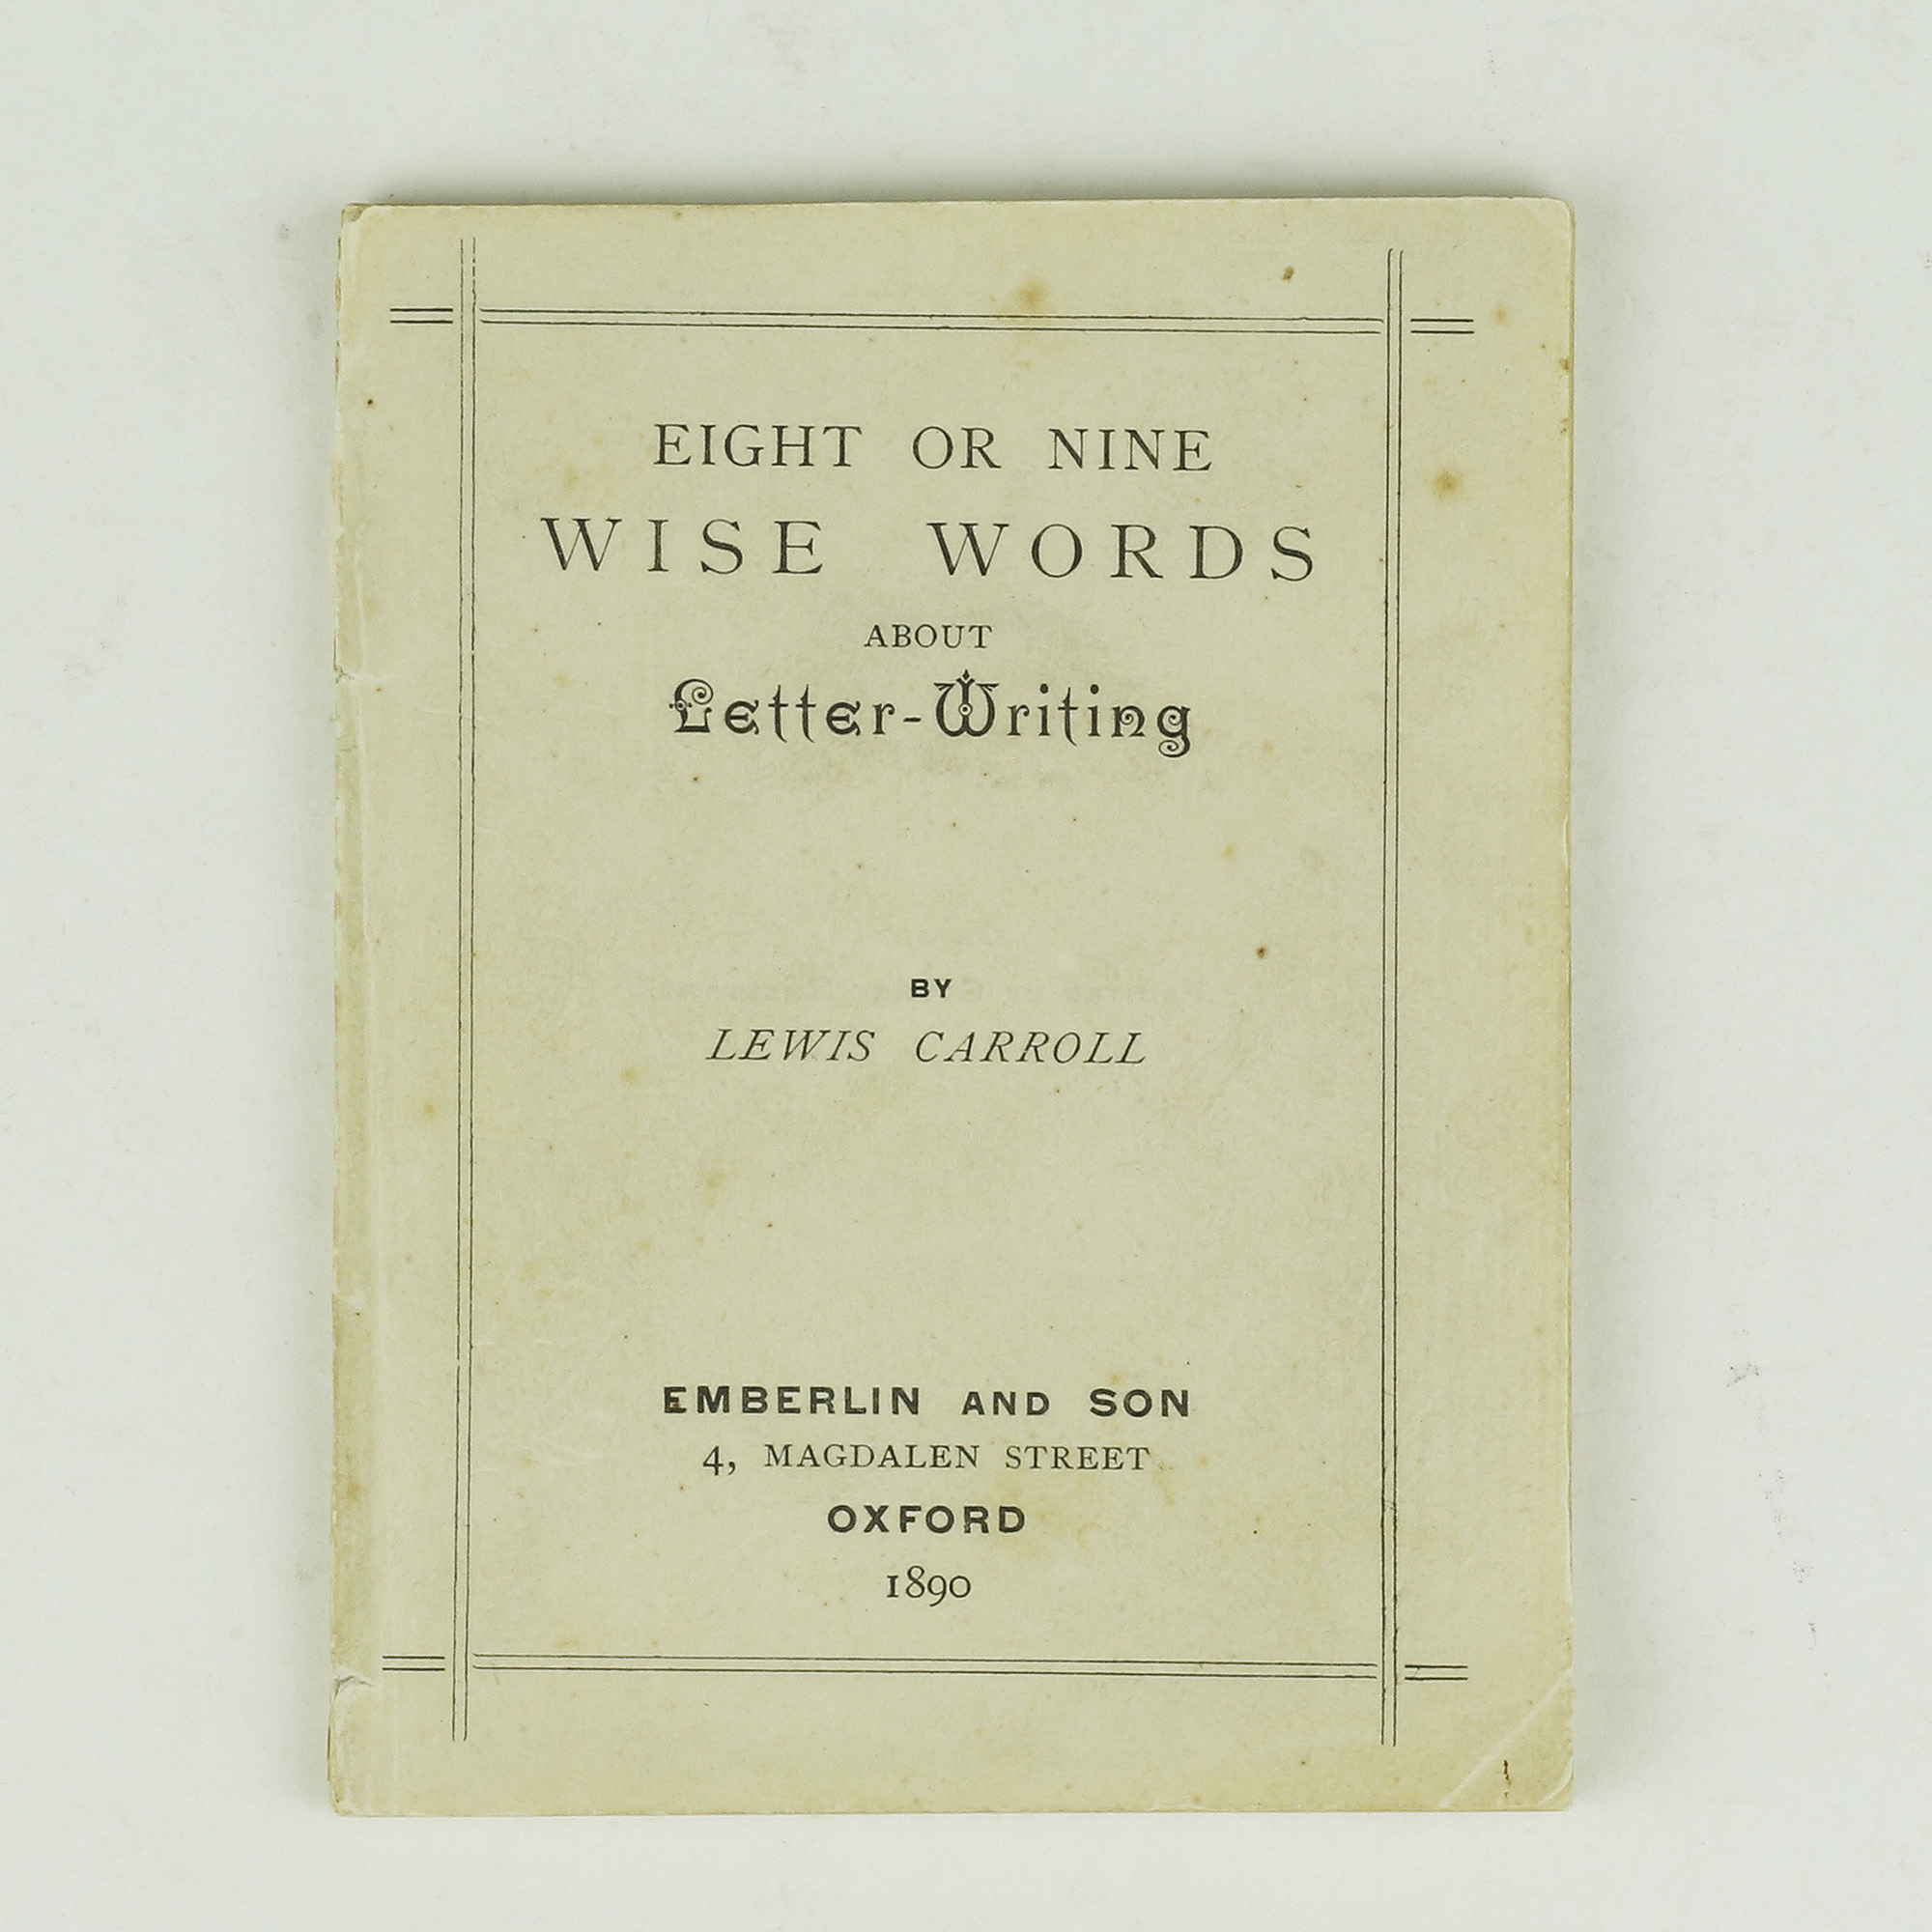 EIGHT OR NINE
WISE WORDS
ABOUT
Letter-Writing
BY
LEWIS CARROLL
EMBERLIN AND SON
4, MAGDALEN STREET
OXFORD
1890